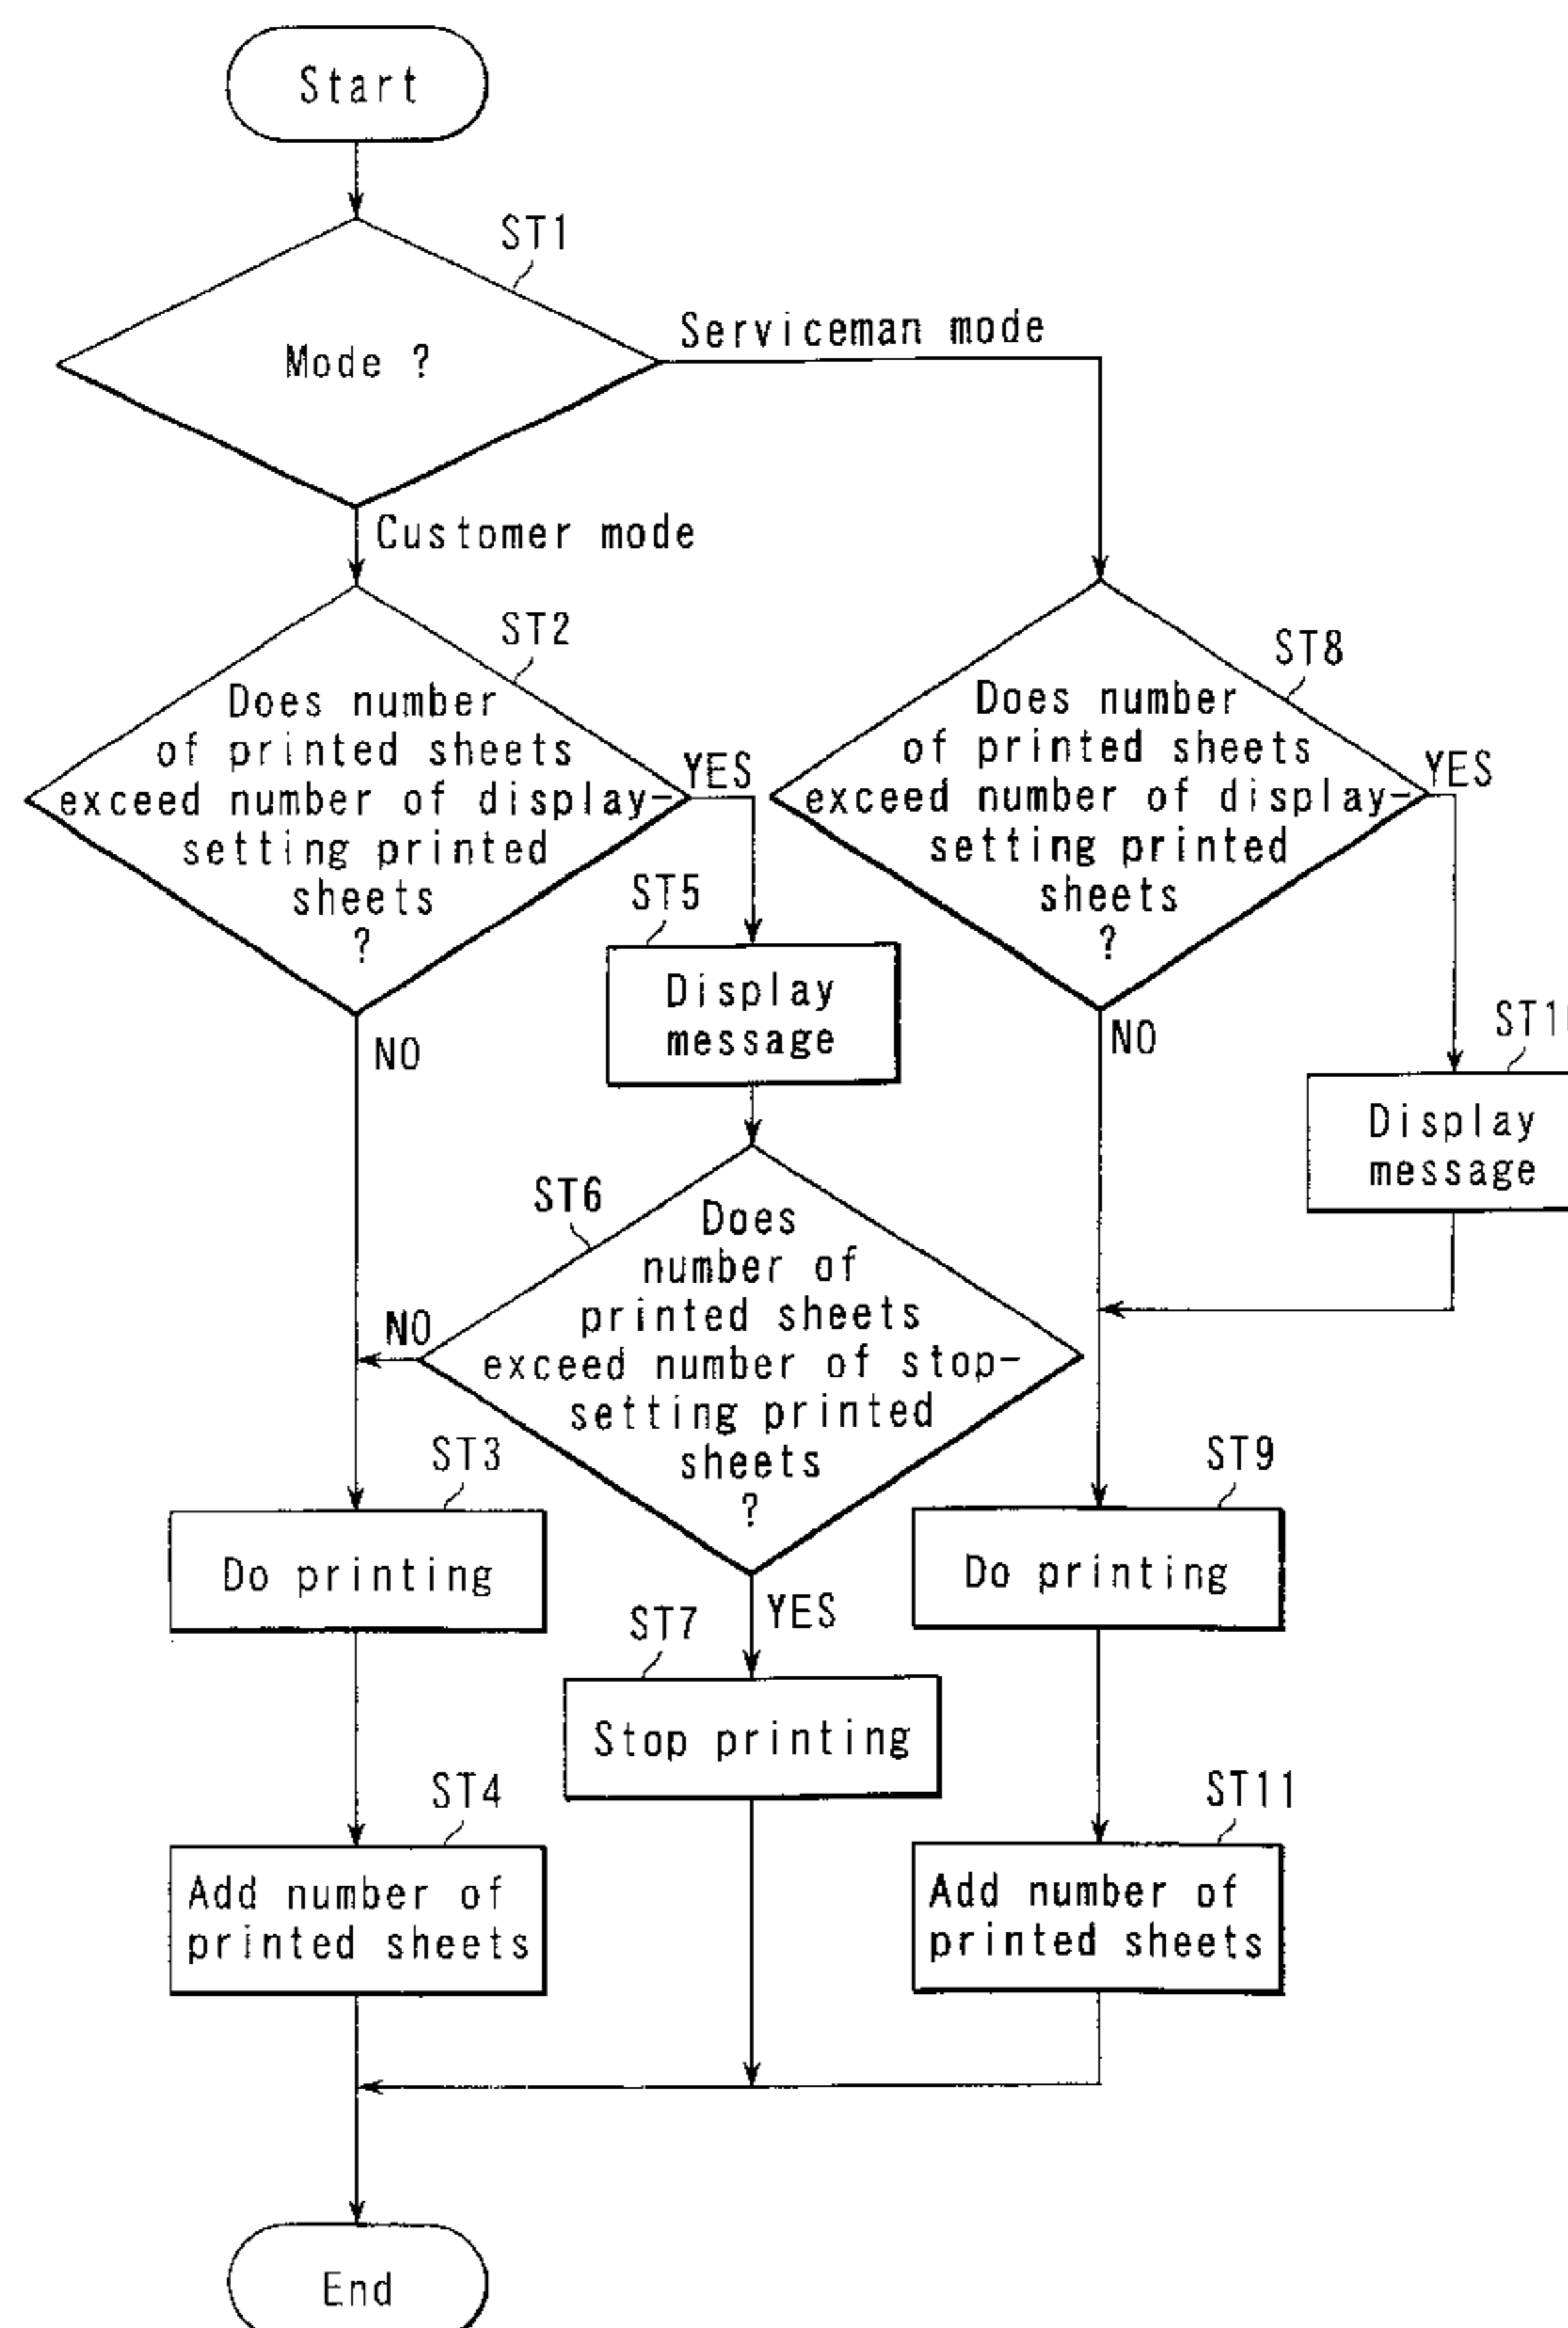 Start
ST1
Mode ?
Serviceman mode
Customer mode
ST2
Does number
of printed sheets
exceed number of display-
setting printed
sheets
?
YES
NO
ST8
Does number
of printed sheets
exceed number of display-
setting printed
sheets
?
YES
NO
ST5
Display
message
Display
message
ST6
Does
number of
printed sheets
exceed number of stop-
setting printed
sheets
?
NO
YES
ST3
Do printing
ST9
Do printing
ST7
Stop printing
ST4
Add number of
printed sheets
ST11
Add number of
printed sheets
End